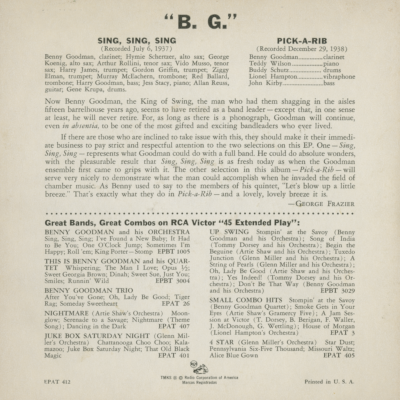 "B. G."
SING, SING, SING
(Recorded July 6, 1937)
Benny Goodman, clarinet; Hymie Schertzer, alto sax; George
Koenig, alto sax; Arthur Rollini, tenor sax; Vido Musso, tenor
sax; Harry James, trumpet; Gordon Griffin, trumpet; Ziggy
Elman, trumpet; Murray McEachern, trombone; Red Ballard,
trombone; Harry Goodman, bass; Jess Stacy, piano; Allan Reuss,
guitar; Gene Krupa, drums.
PICK-A-RIB
(Recorded December 29, 1938)
Benny Goodman clarinet
Teddy Wilson piano
Buddy Schutz drums
Lionel Hampton vibraphone
John Kirby bass
Now Benny Goodman, the King of Swing, the man who had them shagging in the aisles
fifteen barrelhouse years ago, seems to have retired as a band leader—except that, in one sense
at least, he will never retire. For, as long as there is a phonograph, Goodman will continue,
even in absentia, to be one of the most gifted and exciting bandleaders who ever lived.
If there are those who are inclined to take issue with this, they should make it their immedi-
ate business to pay strict and respectful attention to the two selections on this EP. One—Sing,
Sing, Sing—represents what Goodman could do with a full band. He could do absolute wonders,
with the pleasurable result that Sing, Sing, Sing is as fresh today as when the Goodman
ensemble first came to grips with it. The other selection in this album—Pick-a-Rib—will
serve very nicely to demonstrate what the man could accomplish when he invaded the field of
chamber music. As Benny used to say to the members of his quintet, "Let's blow up a little
breeze." That's exactly what they do in Pick-a-Rib—and a lovely, lovely breeze it is.
—GEORGE FRAZIER
Great Bands, Great Combos on RCA Victor "45 Extended Play":
BENNY GOODMAN and his ORCHESTRA
Sing, Sing, Sing; I've Found a New Baby; It Had
to Be You; One O'Clock Jump; Sometimes I'm
Happy; Roll 'em; King Porter—Stomp EPBT 1005
THIS IS BENNY GOODMAN and his QUAR-
TET Whispering; The Man I Love; Opus ½;
Sweet Georgia Brown; Dinah; Sweet Sue, Just You;
Smiles; Runnin' Wild EPBT 3004
BENNY GOODMAN TRIO
After You've Gone; Oh, Lady Be Good; Tiger
Rag; Someday Sweetheart EPAT 26
NIGHTMARE (Artie Shaw's Orchestra) Moon-
glow; Serenade to a Savage; Nightmare (Theme
Song); Dancing in the Dark EPAT 407
JUKE BOX SATURDAY NIGHT (Glenn Mil-
ler's Orchestra) Chattanooga Choo Choo; Kala-
mazoo; Juke Box Saturday Night; That Old Black
Magic EPAT 401
UP SWING Stompin' at the Savoy (Benny
Goodman and his Orchestra); Song of India
(Tommy Dorsey and his Orchestra); Begin the
Beguine (Artie Shaw and his Orchestra); Tuxedo
Junction (Glenn Miller and his Orchestra); A
String of Pearls (Glenn Miller and his Orchestra);
Oh, Lady Be Good (Artie Shaw and his Orches-
tra); Yes Indeed! (Tommy Dorsey and his Or-
chestra); Don't Be That Way (Benny Goodman
and his Orchestra) EPBT 3029
SMALL COMBO HITS Stompin' at the Savoy
(Benny Goodman Quartet); Smoke Gets in Your
Eyes (Artie Shaw's Gramercy Five); A Jam Ses-
sion at Victor (T. Dorsey, B. Berigan, F. Waller,
J. McDonough, G. Wettling); House of Morgan
(Lionel Hampton's Orchestra)
4 STAR (Glenn Miller's Orchestra) Star Dust;
Pennsylvania Six-Five Thousand; Missouri Waltz;
Alice Blue Gown EPAT 405
EPAT 412
Printed in U. S. A.